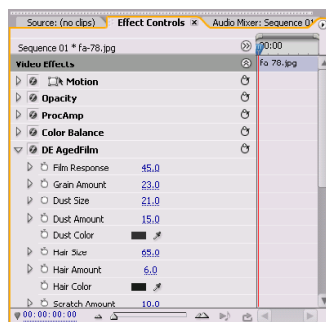 Source: (no clips) Effect Controls × Audio Mixer: Sequence 01
Sequence 01 * fa-78.jpg 00:00
Video Effects fa 78.jpg
Motion
Opacity
ProcAmp
Color Balance
DE AgedFilm
Film Response 45.0
Grain Amount 23.0
Dust Size 21.0
Dust Amount 15.0
Dust Color
Hair Size 65.0
Hair Amount 6.0
Hair Color
Scratch Amount 10.0
00:00:00:00